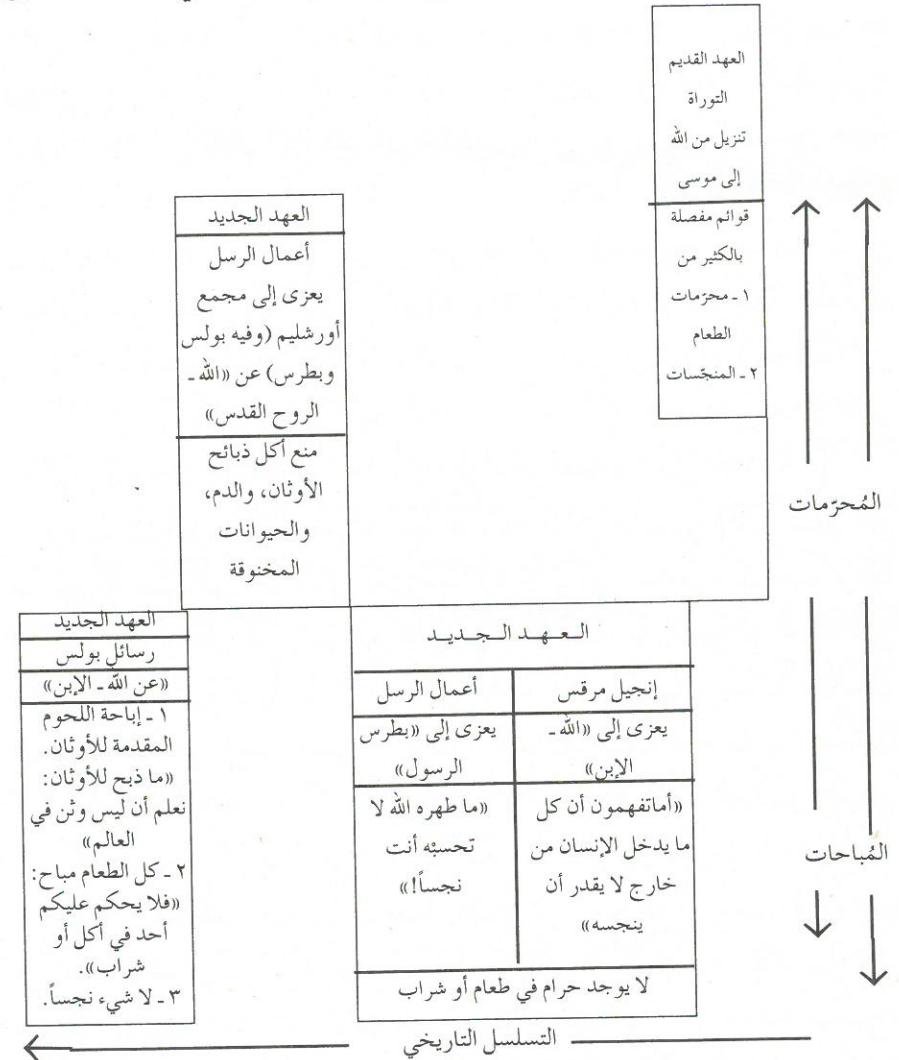 العهد القديم
التوراة
تنزيل من الله
إلى موسى
قوائم مفصلة
بالكثير من
١ ـ محرّمات
الطعام
٢ ـ المنجّسات
المُحرّمات
المُباحات
العهد الجديد
إنجيل مرقس
يعزى إلى «الله ـ
الإبن»
«أماتفهمون أن كل
ما يدخل الإنسان من
خارج لا يقدر أن
ينجسه»
أعمال الرسل
يعزى إلى «بطرس
الرسول»
«ما طهره الله لا
تحسبْه أنت
نجساً!»
لا يوجد حرام في طعام أو شراب
العهد الجديد
أعمال الرسل
يعزى إلى مجمع
أورشليم (وفيه بولس
وبطرس) عن «الله ـ
الروح القدس»
منع أكل ذبائح
الأوثان، والدم،
والحيوانات
المخنوقة
العهد الجديد
رسائل بولس
«عن الله ـ الإبن»
١ ـ إباحة اللحوم
المقدمة للأوثان.
«ما ذبح للأوثان:
نعلم أن ليس وثن في
العالم»
٢ ـ كل الطعام مباح:
«فلا يحكم عليكم
أحد في أكل أو
شراب».
٣ ـ لا شيء نجساً.
التسلسل التاريخي